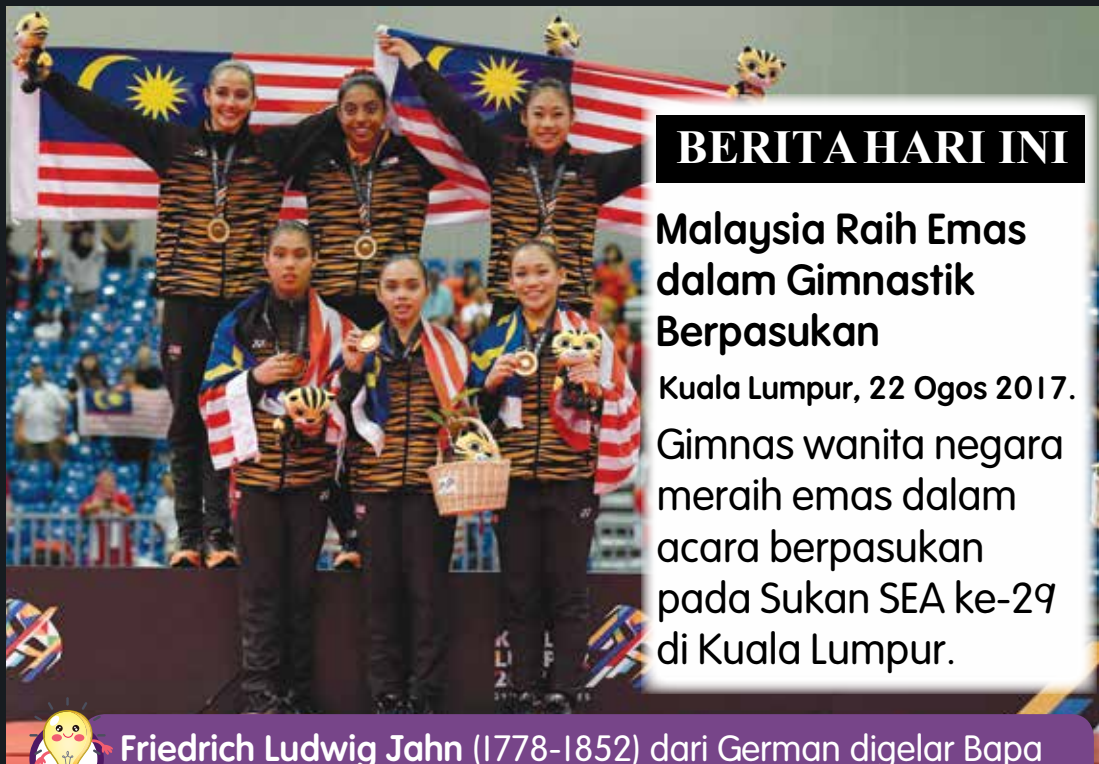 BERITA HARI INI
Malaysia Raih Emas
dalam Gimnastik
Berpasukan
Kuala Lumpur, 22 Ogos 2017.
Gimnas wanita negara
meraih emas dalam
acara berpasukan
pada Sukan SEA ke-29
di Kuala Lumpur.
Friedrich Ludwig Jahn (1778-1852) dari German digelar Bapa